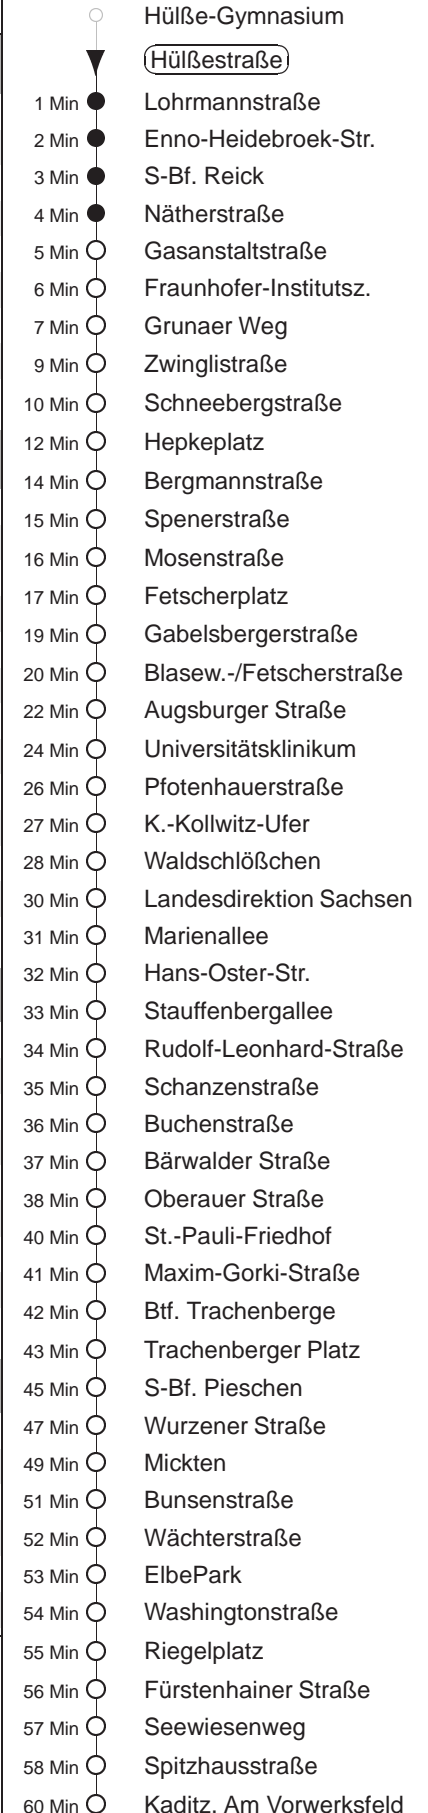 Hülße-Gymnasium
Hülßestraße
1 Min Lohrmannstraße
2 Min Enno-Heidebroek-Str.
3 Min S-Bf. Reick
4 Min Nätherstraße
5 Min Gasanstaltstraße
6 Min Fraunhofer-Institutsz.
7 Min Grunaer Weg
9 Min Zwinglistraße
10 Min Schneebergstraße
12 Min Hepkeplatz
14 Min Bergmannstraße
15 Min Spenerstraße
16 Min Mosenstraße
17 Min Fetscherplatz
19 Min Gabelsbergerstraße
20 Min Blasew.-/Fetscherstraße
22 Min Augsburger Straße
24 Min Universitätsklinikum
26 Min Pfotenhauerstraße
27 Min K.-Kollwitz-Ufer
28 Min Waldschlößchen
30 Min Landesdirektion Sachsen
31 Min Marienallee
32 Min Hans-Oster-Str.
33 Min Stauffenbergallee
34 Min Rudolf-Leonhard-Straße
35 Min Schanzenstraße
36 Min Buchenstraße
37 Min Bärwalder Straße
38 Min Oberauer Straße
40 Min St.-Pauli-Friedhof
41 Min Maxim-Gorki-Straße
42 Min Btf. Trachenberge
43 Min Trachenberger Platz
45 Min S-Bf. Pieschen
47 Min Wurzener Straße
49 Min Mickten
51 Min Bunsenstraße
52 Min Wächterstraße
53 Min ElbePark
54 Min Washingtonstraße
55 Min Riegelplatz
56 Min Fürstenhainer Straße
57 Min Seewiesenweg
58 Min Spitzhausstraße
60 Min Kaditz, Am Vorwerksfeld